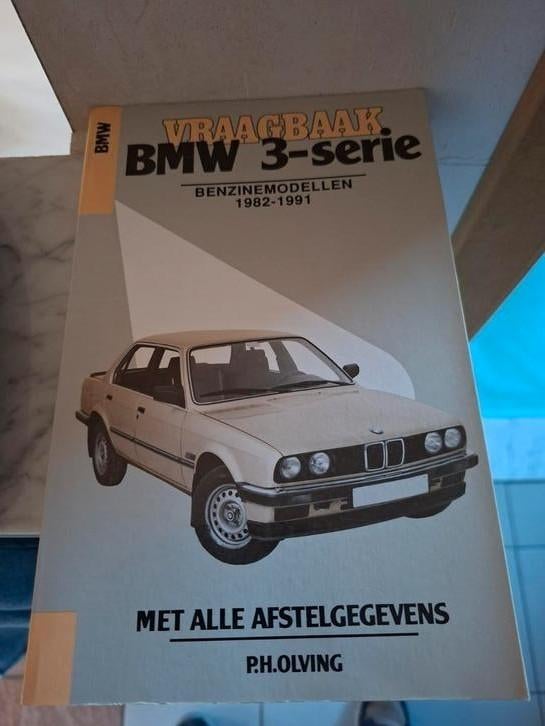 BMW
VRAAGBAAK
BMW 3-serie
BENZINEMODELLEN
1982-1991
MET ALLE AFSTELGEGEVENS
P.H.OLVING